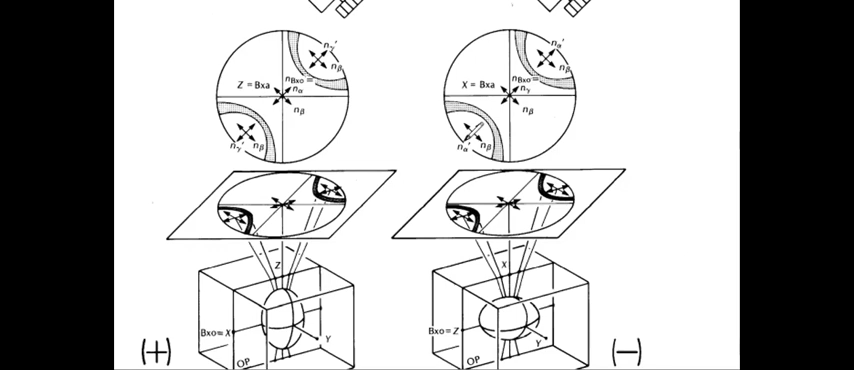 nγ'
nβ
Z = Bxa
nBxo =
nα
nβ
nγ'
nβ
nα'
nβ
X = Bxa
nBxo =
nγ
nβ
nα'
nβ
Z
Bxo = X
Y
OP
(+)
X
Bxo = Z
Y
OP
(−)